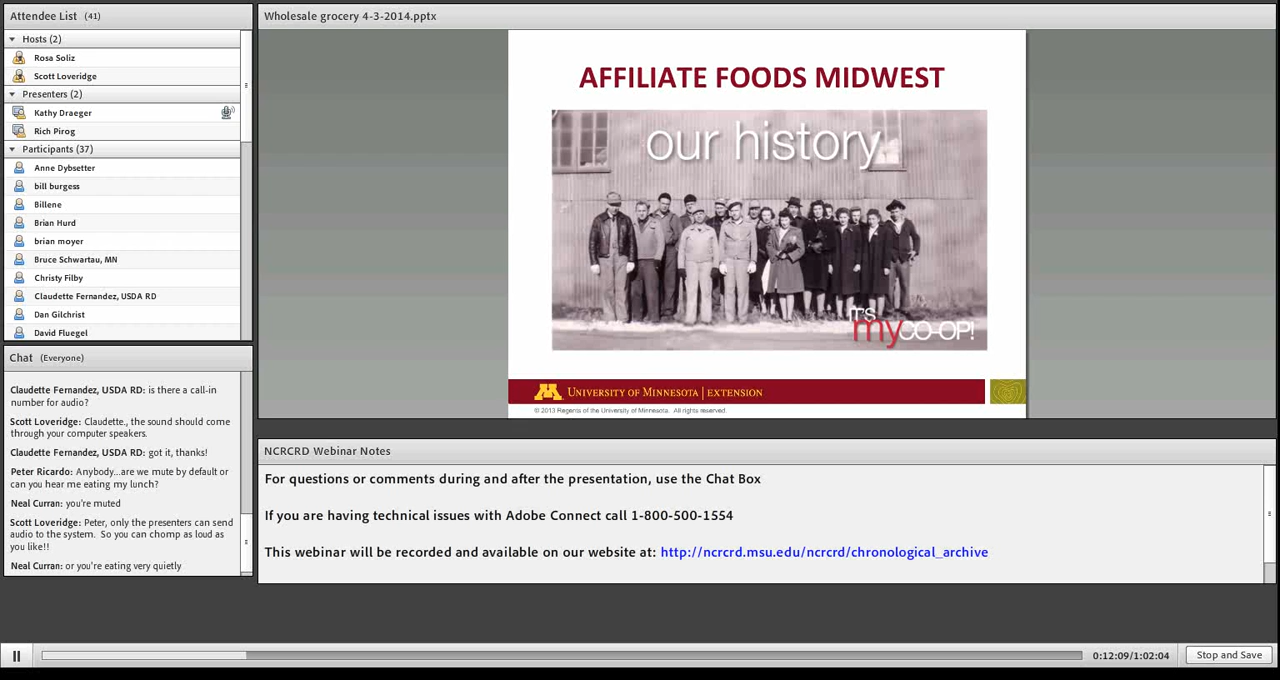 Attendee List (41)
Hosts (2)
Rosa Soliz
Scott Loveridge
Presenters (2)
Kathy Draeger
Rich Pirog
Participants (37)
Anne Dybsetter
bill burgess
Billene
Brian Hurd
brian moyer
Bruce Schwartau, MN
Christy Filby
Claudette Fernandez, USDA RD
Dan Gilchrist
David Fluegel
Chat (Everyone)
Claudette Fernandez, USDA RD: is there a call-in
number for audio?
Scott Loveridge: Claudette., the sound should come
through your computer speakers.
Claudette Fernandez, USDA RD: got it, thanks!
Peter Ricardo: Anybody...are we mute by default or
can you hear me eating my lunch?
Neal Curran: you're muted
Scott Loveridge: Peter, only the presenters can send
audio to the system. So you can chomp as loud as
you like!!
Neal Curran: or you're eating very quietly
Wholesale grocery 4-3-2014.pptx
AFFILIATE FOODS MIDWEST
our history
IT'S
my CO-OP!
UNIVERSITY OF MINNESOTA | EXTENSION
© 2013 Regents of the University of Minnesota. All rights reserved.
NCRCRD Webinar Notes
For questions or comments during and after the presentation, use the Chat Box
If you are having technical issues with Adobe Connect call 1-800-500-1554
This webinar will be recorded and available on our website at: http://ncrcrd.msu.edu/ncrcrd/chronological_archive
0:12:09/1:02:04
Stop and Save